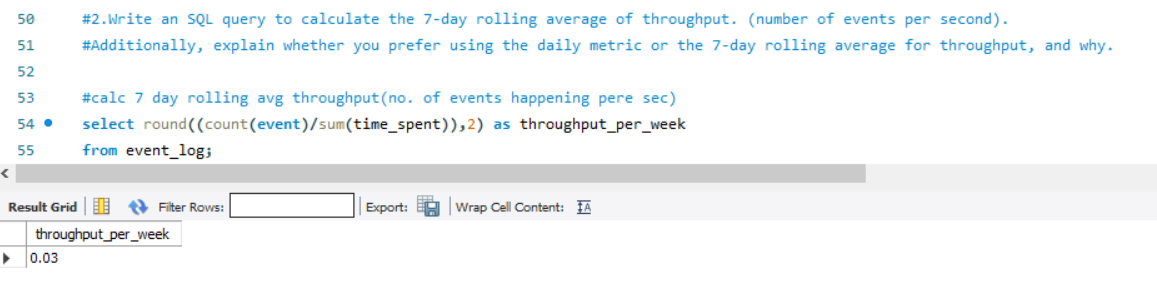 50 #2.Write an SQL query to calculate the 7-day rolling average of throughput. (number of events per second).
51 #Additionally, explain whether you prefer using the daily metric or the 7-day rolling average for throughput, and why.
52
53 #calc 7 day rolling avg throughput(no. of events happening pere sec)
54 select round((count(event)/sum(time_spent)),2) as throughput_per_week
55 from event_log;
Result Grid Filter Rows: Export: Wrap Cell Content: IA
throughput_per_week
0.03